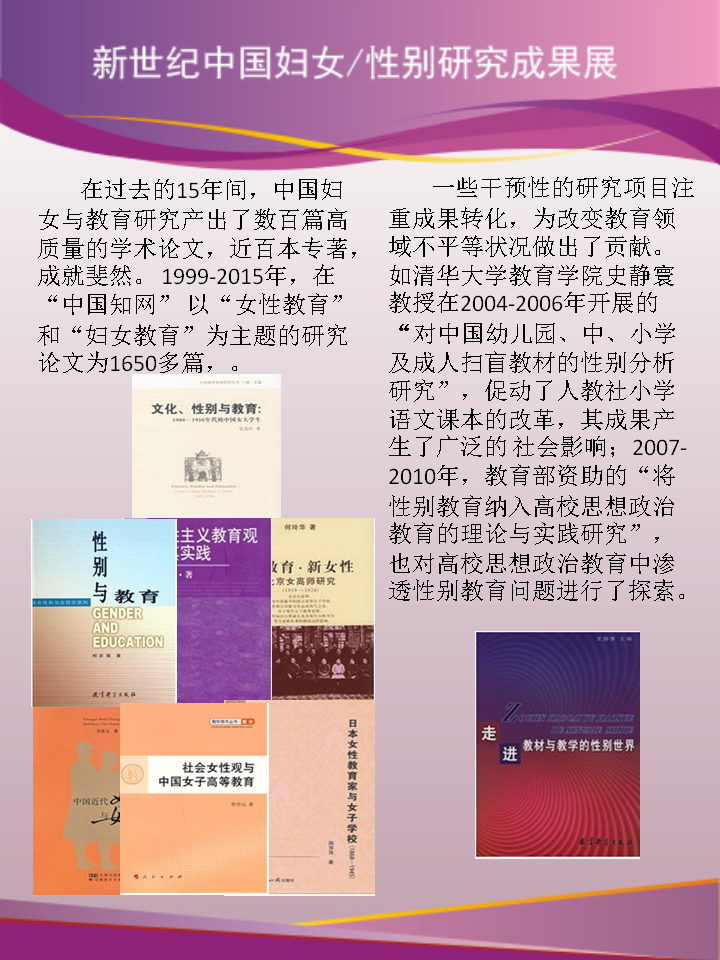 新世纪中国妇女/性别研究成果展
在过去的15年间，中国妇
女与教育研究产出了数百篇高
质量的学术论文，近百本专著，
成就斐然。 1999-2015年，在
“中国知网” 以“女性教育”
和“妇女教育”为主题的研究
论文为1650多篇，。
一些干预性的研究项目注
重成果转化，为改变教育领
域不平等状况做出了贡献。
如清华大学教育学院史静寰
教授在2004-2006年开展的
“对中国幼儿园、中、小学
及成人扫盲教材的性别分析
研究”，促动了人教社小学
语文课本的改革，其成果产
生了广泛的 社会影响；2007-
2010年，教育部资助的“将
性别教育纳入高校思想政治
教育的理论与实践研究”，
也对高校思想政治教育中渗
透性别教育问题进行了探索。
文化、性别与教育:
1900—1930年代的中国女大学生
性别与教育
GENDER
AND
EDUCATION
教育科学出版社
主义教育观
实践
·著
何玲华 著
教育·新女性
北京女高师研究
(1919—1924)
中国近代
与
社会女性观与
中国女子高等教育
人民出版社
日本女性教育家与女子学校
(1868—1945)
走进
教材与教学的性别世界
教育科学出版社